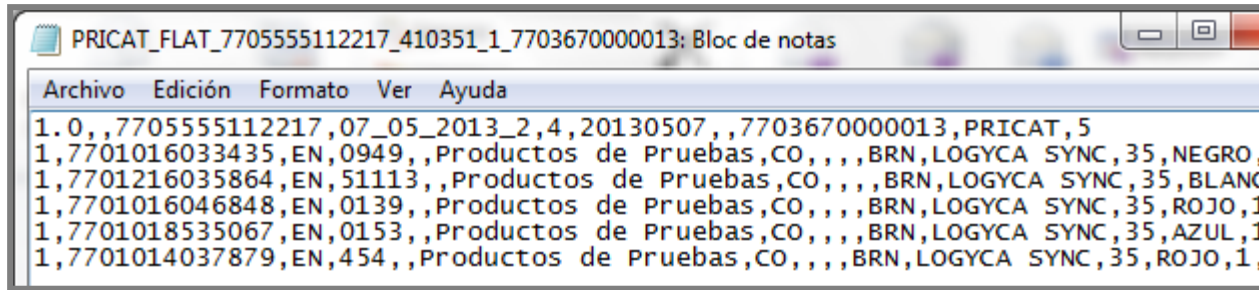 PRICAT_FLAT_7705555112217_410351_1_7703670000013: Bloc de notas
Archivo Edición Formato Ver Ayuda
1.0,,7705555112217,07_05_2013_2,4,20130507,,7703670000013,PRICAT,5
1,7701016033435,EN,0949,,Productos de Pruebas,CO,,,,BRN,LOGYCA SYNC,35,NEGRO,
1,7701216035864,EN,51113,,Productos de Pruebas,CO,,,,BRN,LOGYCA SYNC,35,BLANC
1,7701016046848,EN,0139,,Productos de Pruebas,CO,,,,BRN,LOGYCA SYNC,35,ROJO,1
1,7701018535067,EN,0153,,Productos de Pruebas,CO,,,,BRN,LOGYCA SYNC,35,AZUL,1
1,7701014037879,EN,454,,Productos de Pruebas,CO,,,,BRN,LOGYCA SYNC,35,ROJO,1,